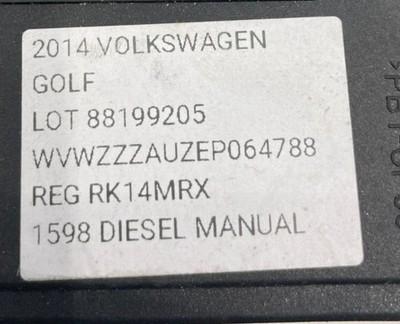 2014 VOLKSWAGEN
GOLF
LOT 88199205
WVWZZZAUZEP064788
REG RK14MRX
1598 DIESEL MANUAL